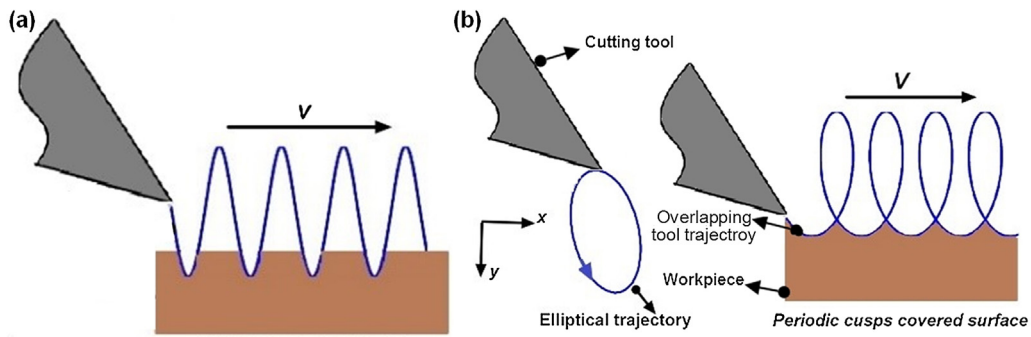 (a)
V
(b)
Cutting tool
x
y
Elliptical trajectory
V
Overlapping
tool trajectroy
Workpiece
Periodic cusps covered surface